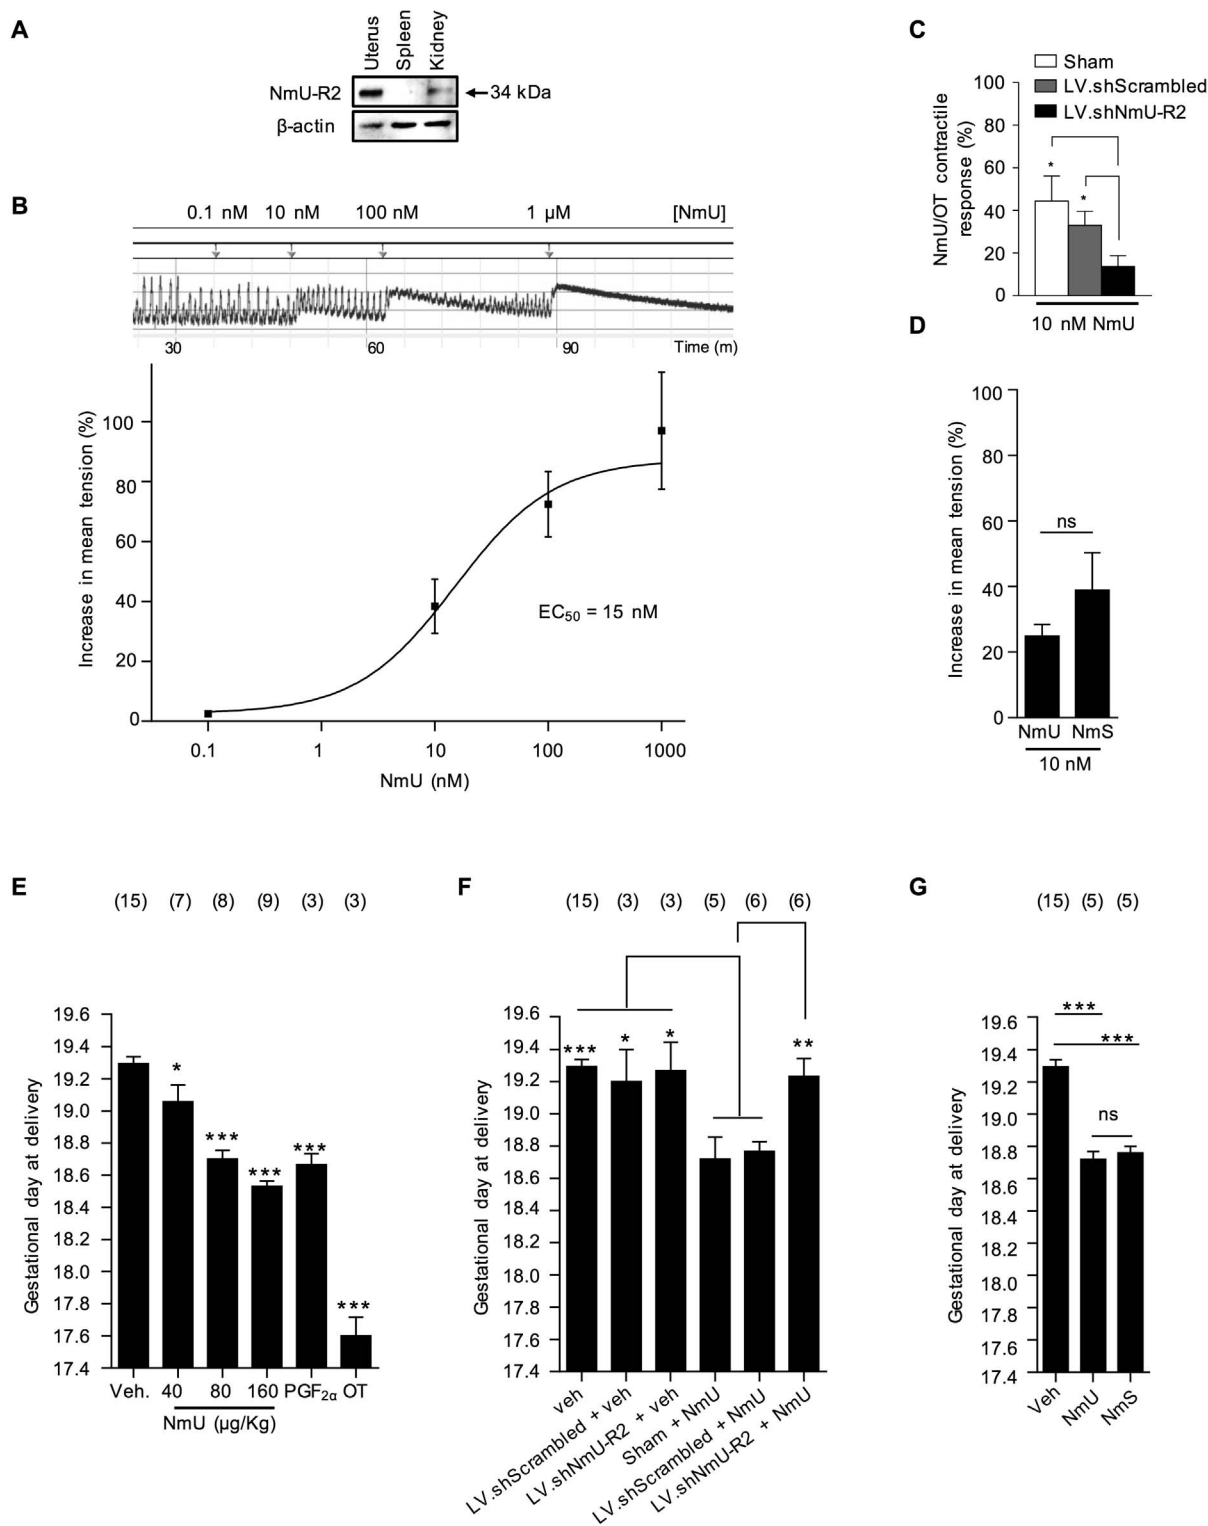 A
Uterus
Spleen
Kidney
NmU-R2
34 kDa
β-actin
B
0.1 nM 10 nM 100 nM 1 µM [NmU]
30 60 90 Time (m)
Increase in mean tension (%)
100
80
60
40
20
0
EC50 = 15 nM
0.1 1 10 100 1000
NmU (nM)
C
Sham
LV.shScrambled
LV.shNmU-R2
NmU/OT contractile
response (%)
100
80
60
40
20
0
*
*
10 nM NmU
D
Increase in mean tension (%)
100
80
60
40
20
0
ns
NmU NmS
10 nM
E
(15) (7) (8) (9) (3) (3)
Gestational day at delivery
19.6
19.4
19.2
19.0
18.8
18.6
18.4
18.2
18.0
17.8
17.6
17.4
*
***
***
***
***
Veh. 40 80 160 PGF2α OT
NmU (µg/Kg)
F
(15) (3) (3) (5) (6) (6)
Gestational day at delivery
19.6
19.4
19.2
19.0
18.8
18.6
18.4
18.2
18.0
17.8
17.6
17.4
***
*
*
**
veh
LV.shScrambled + veh
LV.shNmU-R2 + veh
Sham + NmU
LV.shScrambled + NmU
LV.shNmU-R2 + NmU
G
(15) (5) (5)
Gestational day at delivery
19.6
19.4
19.2
19.0
18.8
18.6
18.4
18.2
18.0
17.8
17.6
17.4
***
***
ns
Veh
NmU
NmS